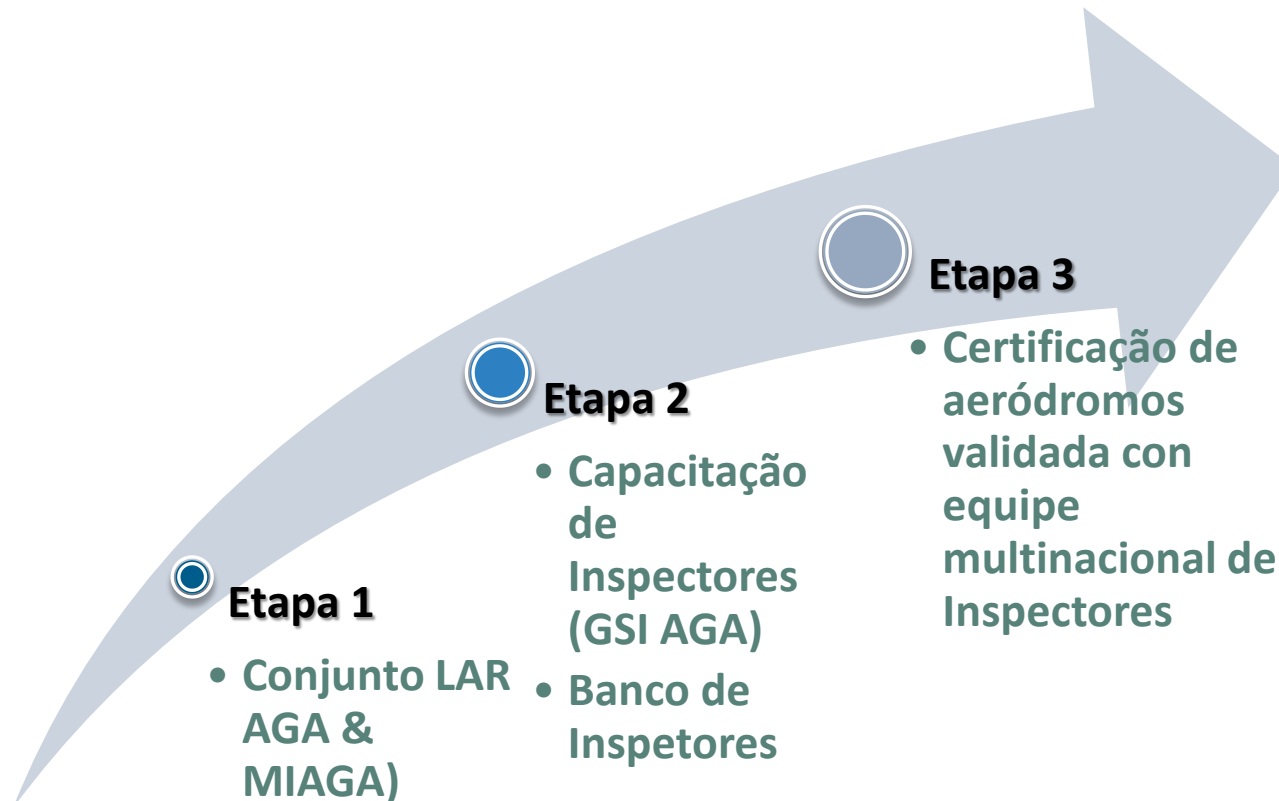 Etapa 1
• Conjunto LAR
AGA &
MIAGA)
Etapa 2
• Capacitação
de
Inspectores
(GSI AGA)
• Banco de
Inspetores
Etapa 3
• Certificação de
aeródromos
validada con
equipe
multinacional de
Inspectores